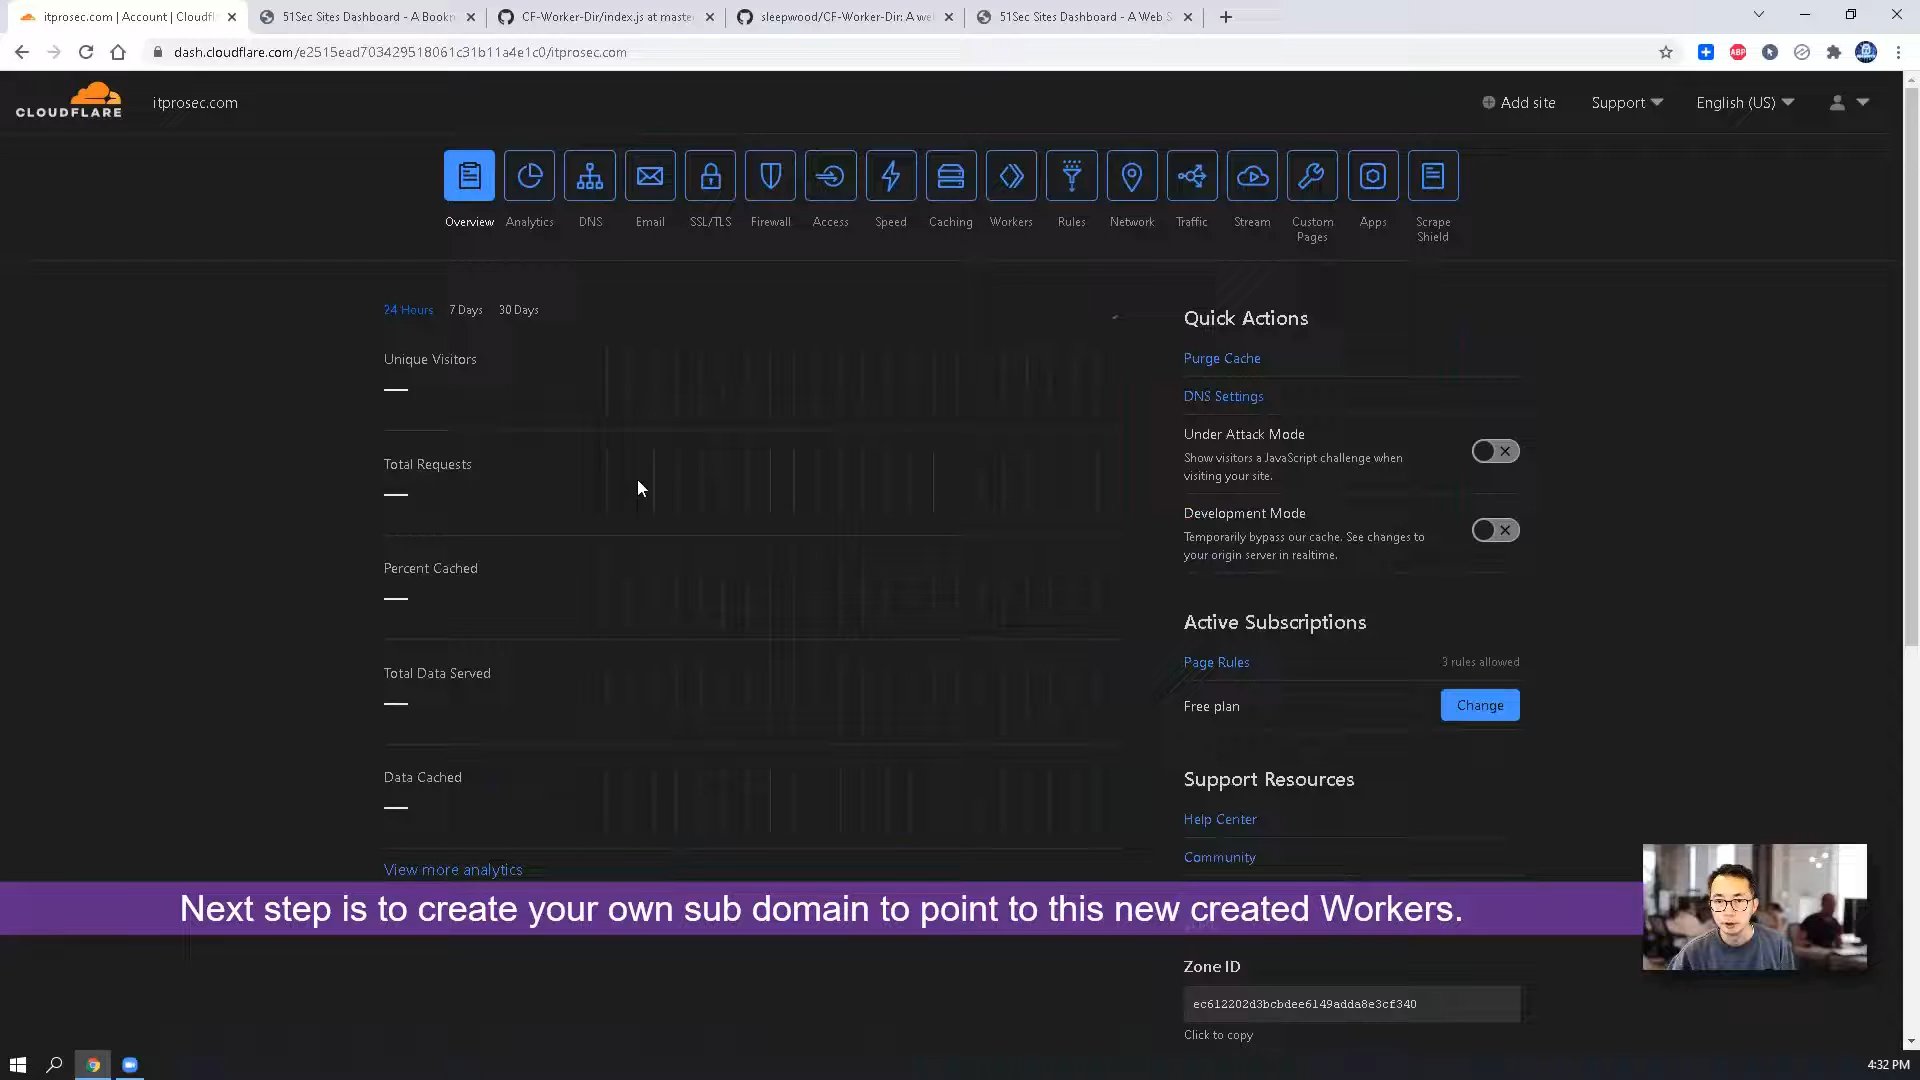 itprosec.com | Account | Cloudfl
51Sec Sites Dashboard - A Bookn
CF-Worker-Dir/index.js at maste
sleepwood/CF-Worker-Dir: A we
51Sec Sites Dashboard - A Web S
dash.cloudflare.com/e2515ead703429518061c31b11a4e1c0/itprosec.com
ABP
CLOUDFLARE
itprosec.com
Add site
Support
English (US)
Overview
Analytics
DNS
Email
SSL/TLS
Firewall
Access
Speed
Caching
Workers
Rules
Network
Traffic
Stream
Custom Pages
Apps
Scrape Shield
24 Hours
7 Days
30 Days
Unique Visitors
Total Requests
Percent Cached
Total Data Served
Data Cached
View more analytics
Quick Actions
Purge Cache
DNS Settings
Under Attack Mode
Show visitors a JavaScript challenge when
visiting your site.
Development Mode
Temporarily bypass our cache. See changes to
your origin server in realtime.
Active Subscriptions
Page Rules
3 rules allowed
Free plan
Change
Support Resources
Help Center
Community
Next step is to create your own sub domain to point to this new created Workers.
Zone ID
ec612202d3bcbdee6149adda8e3cf340
Click to copy
4:32 PM